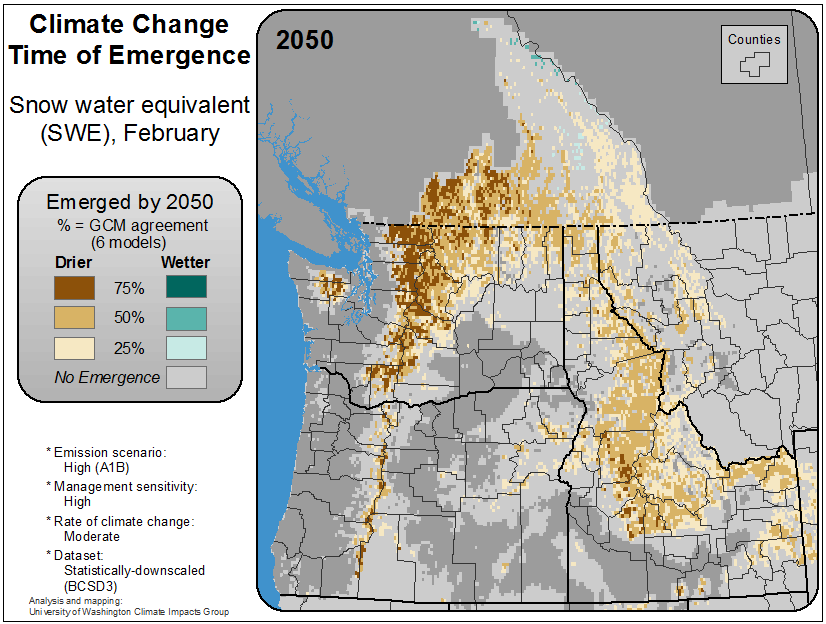 Climate Change
Time of Emergence
Snow water equivalent
(SWE), February
Emerged by 2050
% = GCM agreement
(6 models)
Drier Wetter
75%
50%
25%
No Emergence
* Emission scenario:
High (A1B)
* Management sensitivity:
High
* Rate of climate change:
Moderate
* Dataset:
Statistically-downscaled
(BCSD3)
Analysis and mapping:
University of Washington Climate Impacts Group
2050
Counties